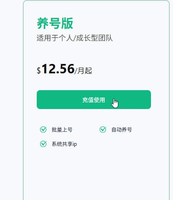 养号版
适用于个人/成长型团队
$12.56/月起
充值使用
批量上号 自动养号
系统共享ip